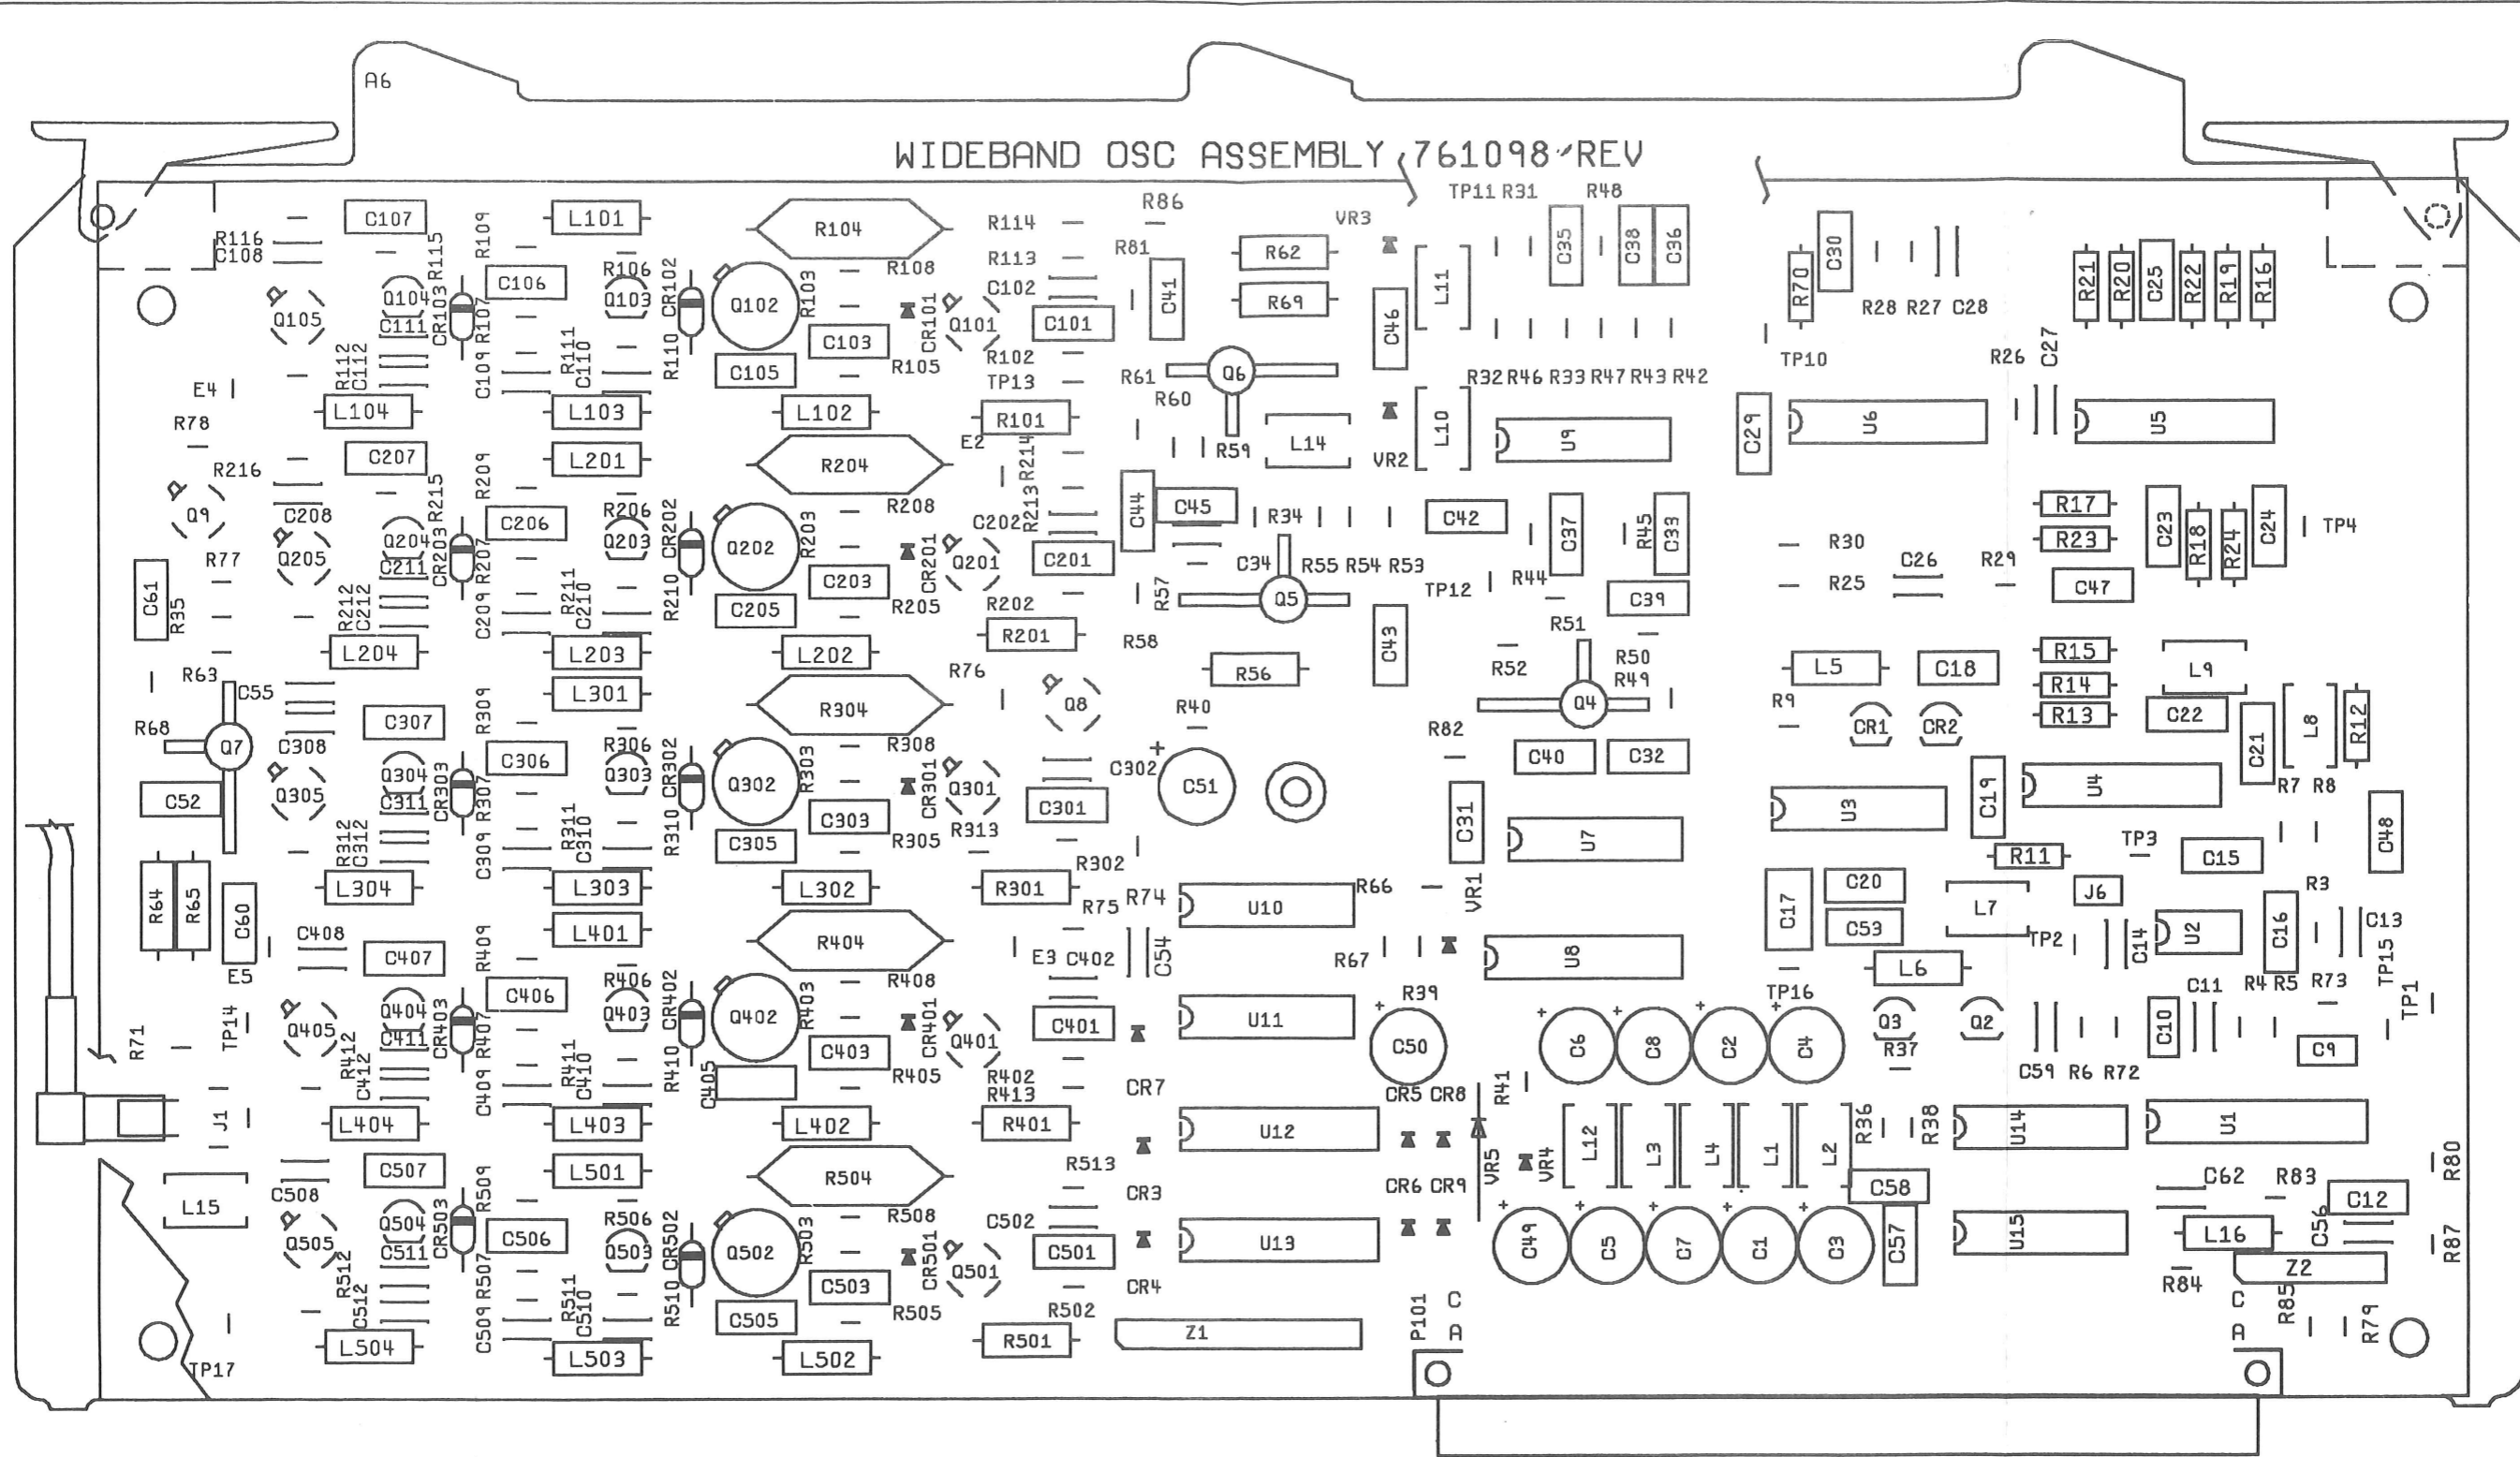 A6
WIDEBAND OSC ASSEMBLY 761098 REV
TP11 R31 R48
R86
VR3
C107 R109 L101 R104 R114
R116
C108
R115
R113
R81
R62
C35 C38 C36
C30
R108
R106
CR102
C106
Q104
Q103
Q102
R103
C102
C41
L11
R70
R21 R20 C25 R22 R19 R16
R69
R28 R27 C28
Q105
CR103
R107
C111
CR101
Q101
C101
C46
C103
R112 C112
C109
R111 C110
R110
C105
R105
R102
TP13
TP10
R26 C27
R61
Q6
R32 R46 R33 R47 R43 R42
E4
R60
L104 L103 L102 R101
U6
U5
R78
E2
R59
L14
L10
U9
C29
C207 R209 L201 R204
R214
VR2
R216
R215
R213
C44
C45
R34
C42
C37
R45
C33
R17
C23
C24
TP4
R208
R206
CR202
C206
C202
Q9
C208
Q204
Q203
Q202
R203
R18
R24
R30
R23
R77
Q205
CR203
R207
C211
CR201
Q201
C201
C34
R55 R54 R53
C26
R29
C61
R35
C203
TP12
R44
R25
C47
R212 C212
C209
R211 C210
R210
C205
R205
R202
R57
Q5
C39
R201
R58
C43
R51
L204 L203 L202
R76
R56
R52
R50
R49
L5
C18
R15
L9
R63
C55
L301
R14
R68
Q7
C307
R309
R304
Q8
R40
Q4
R9
CR1 CR2
R13
C22
L8
R12
C308
R308
R306
CR302
C306
C302
R82
C40
C32
C21
Q304
Q303
Q302
R303
C51
C52
Q305
CR303
R307
C311
CR301
Q301
C301
C31
U3
C19
U4
R7 R8
C303
R313
U7
C48
R312 C312
C309
R311 C310
R310
C305
R305
R302
TP3
R11
C15
R64 R65
C60
L304 L303 L302 R301
R75
R74
U10
R66
VR1
C20
J6
R3
C17
L7
C408
C407
R409
L401
R404
C53
TP2
C14
U2
C16
C13
TP15
E5
E3
C402
C54
R67
U8
L6
R408
R406
CR402
C406
R39
TP16
C11
R4 R5 R73
TP1
R71
TP14
Q405
Q404
Q403
Q402
R403
C401
U11
C50
C6 C8 C2 C4
Q3
Q2
C10
C9
CR403
R407
C411
CR401
Q401
R37
C403
R412
C412
C409
R411 C410
R410
C405
R405
R402
R413
CR7
CR5 CR8
R41
C59 R6 R72
J1
L404 L403 L402 R401
U12
L12 L3 L4 L1 L2
R36
R38
U14
U1
C507
R509
L501
R504
R513
VR5
VR4
R80
L15
C508
CR3
CR6 CR9
C58
C62
R83
C12
R508
R506
CR502
C506
C502
Q505
Q504
Q503
Q502
R503
C501
U13
C49 C5 C7 C1 C3
C57
U15
L16
C56
R87
CR503
R507
C511
CR501
Q501
Z2
C503
CR4
R84
R512
C512
C509
R511 C510
R510
C505
R505
R502
P101
C
A
C
A
R85
R79
L504 L503 L502 R501
Z1
TP17